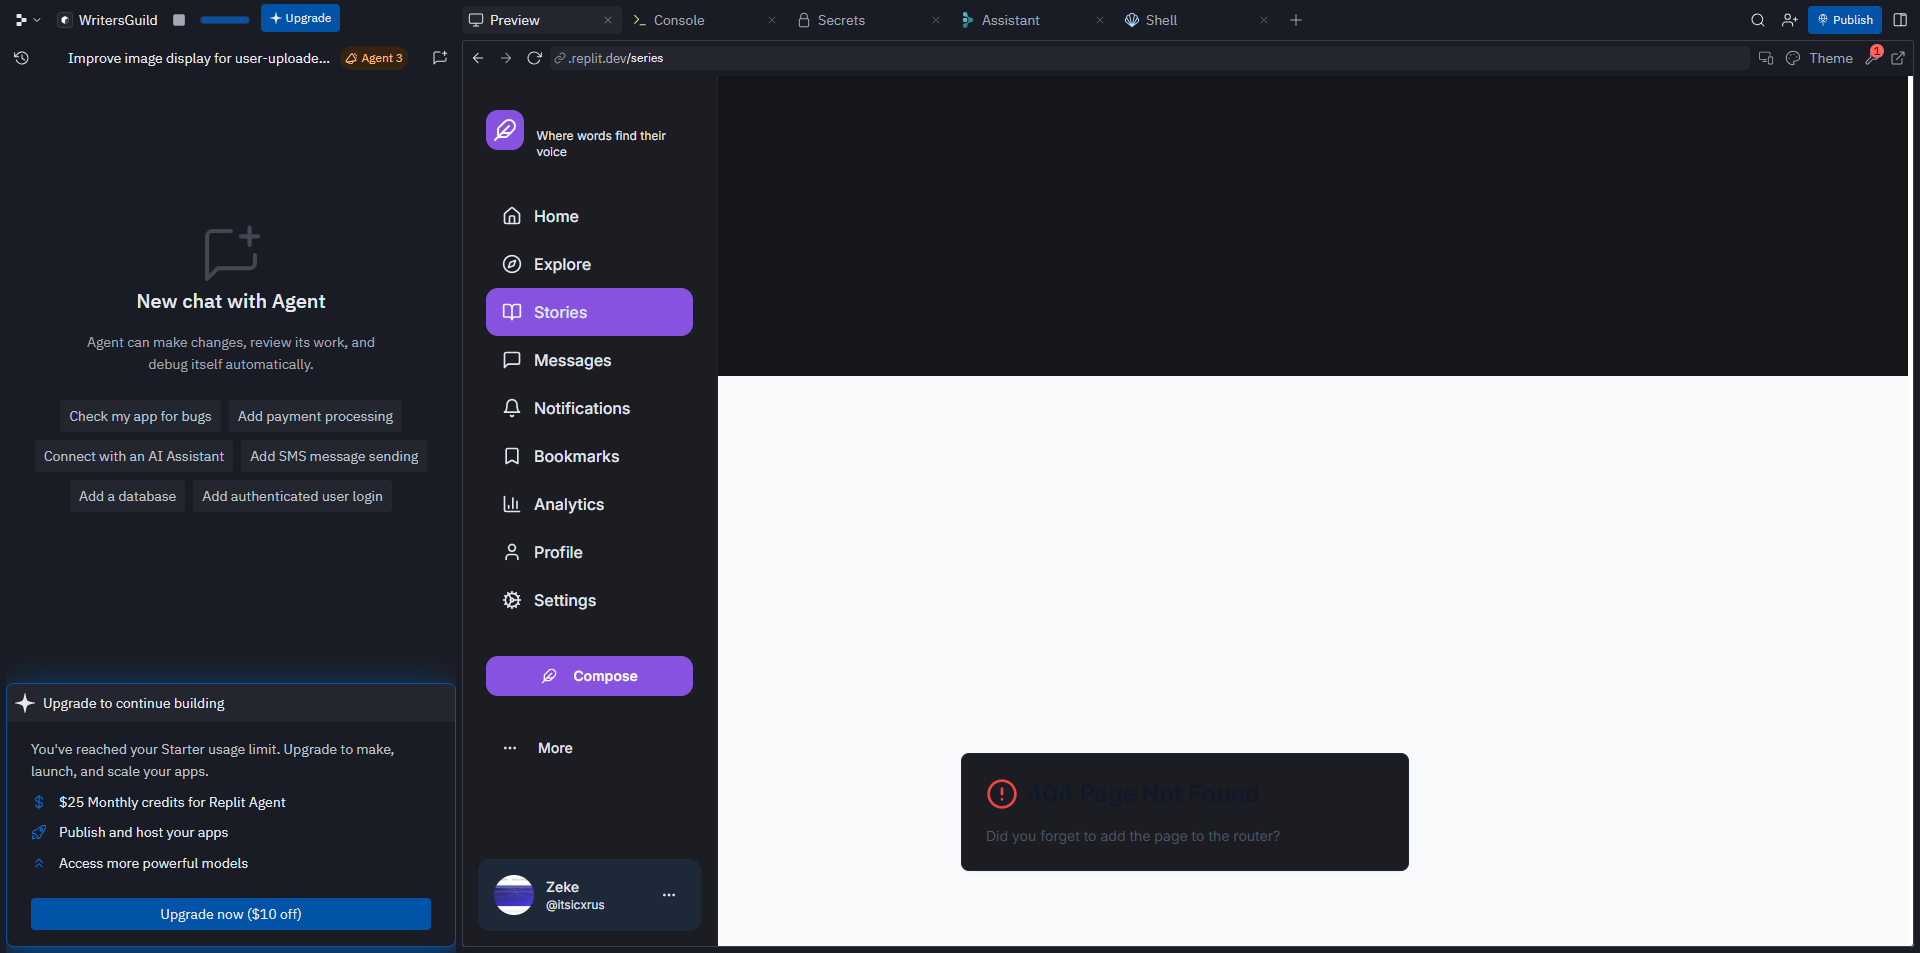 WritersGuild
Upgrade
Preview
Console
Secrets
Assistant
Shell
Publish
Improve image display for user-uploade...
Agent 3
.replit.dev/series
Theme
1
Where words find their
voice
Home
Explore
Stories
Messages
Notifications
Bookmarks
Analytics
Profile
Settings
Compose
More
Zeke
@itsicxrus
New chat with Agent
Agent can make changes, review its work, and
debug itself automatically.
Check my app for bugs
Add payment processing
Connect with an AI Assistant
Add SMS message sending
Add a database
Add authenticated user login
Upgrade to continue building
You've reached your Starter usage limit. Upgrade to make,
launch, and scale your apps.
$25 Monthly credits for Replit Agent
Publish and host your apps
Access more powerful models
Upgrade now ($10 off)
404 Page Not Found
Did you forget to add the page to the router?